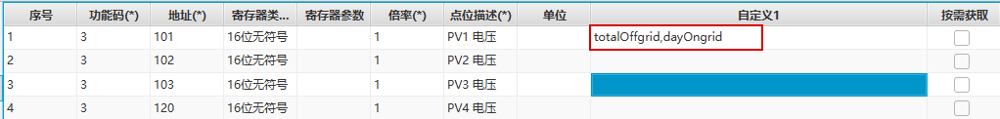 序号 功能码(*) 地址(*) 寄存器类... 寄存器参数 倍率(*) 点位描述(*) 单位 自定义1 按需获取
1 3 101 16位无符号 1 PV1 电压 totalOffgrid,dayOngrid
2 3 102 16位无符号 1 PV2 电压
3 3 103 16位无符号 1 PV3 电压
4 3 120 16位无符号 1 PV4 电压